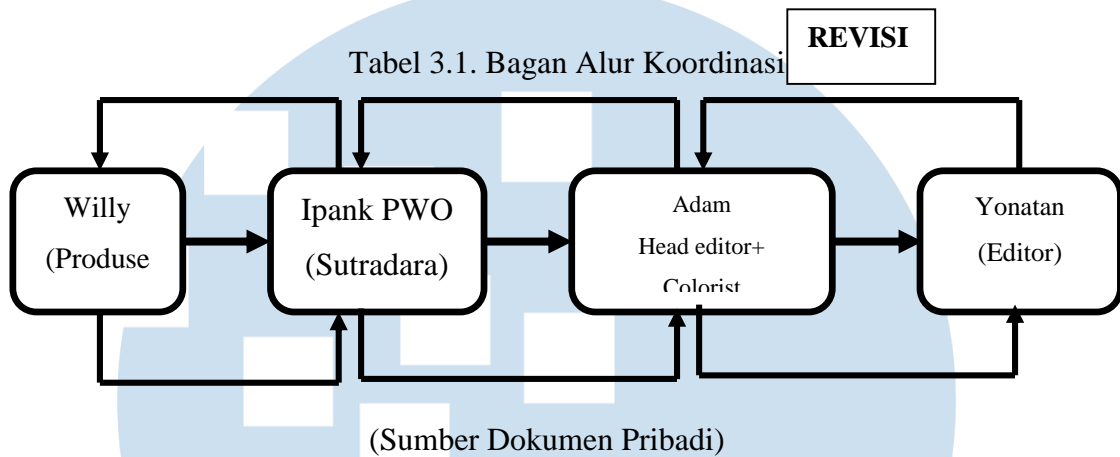 REVISI
Tabel 3.1. Bagan Alur Koordinasi
Willy
(Produse
Ipank PWO
(Sutradara)
Adam
Head editor+
Colorist
Yonatan
(Editor)
(Sumber Dokumen Pribadi)